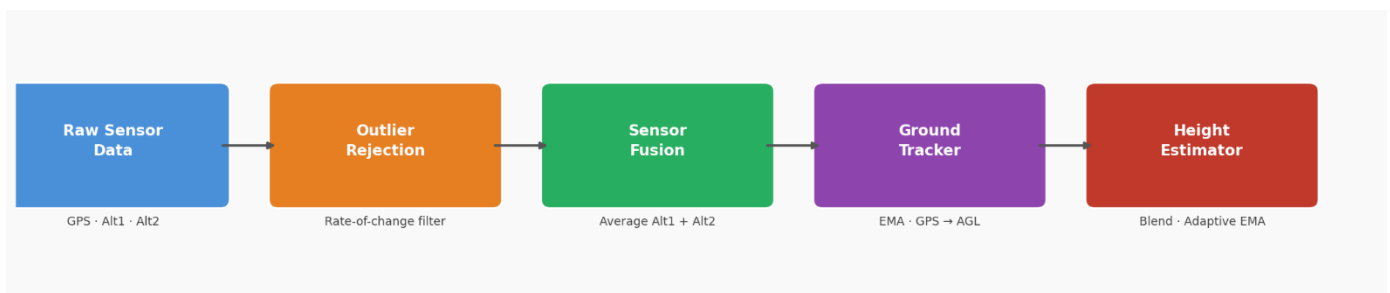 Raw Sensor
Data
Outlier
Rejection
Sensor
Fusion
Ground
Tracker
Height
Estimator
GPS · Alt1 · Alt2
Rate-of-change filter
Average Alt1 + Alt2
EMA · GPS → AGL
Blend · Adaptive EMA